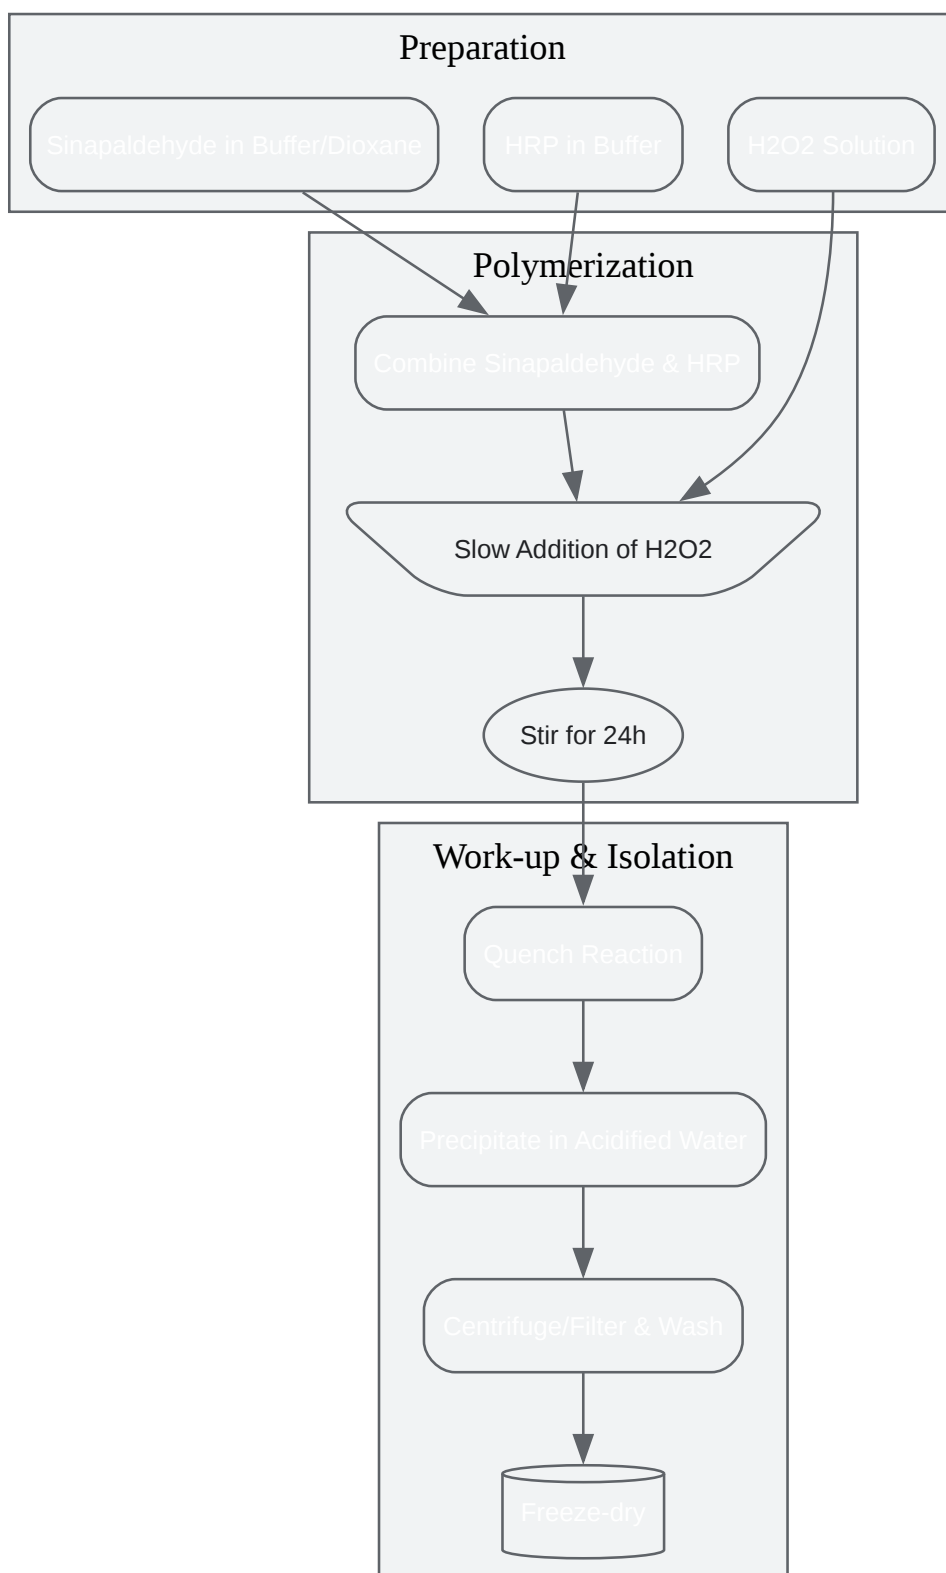 Preparation
Sinapaldehyde in Buffer/Dioxane
HRP in Buffer
H2O2 Solution
Polymerization
Combine Sinapaldehyde & HRP
Slow Addition of H2O2
Stir for 24h
Work-up & Isolation
Quench Reaction
Precipitate in Acidified Water
Centrifuge/Filter & Wash
Freeze-dry